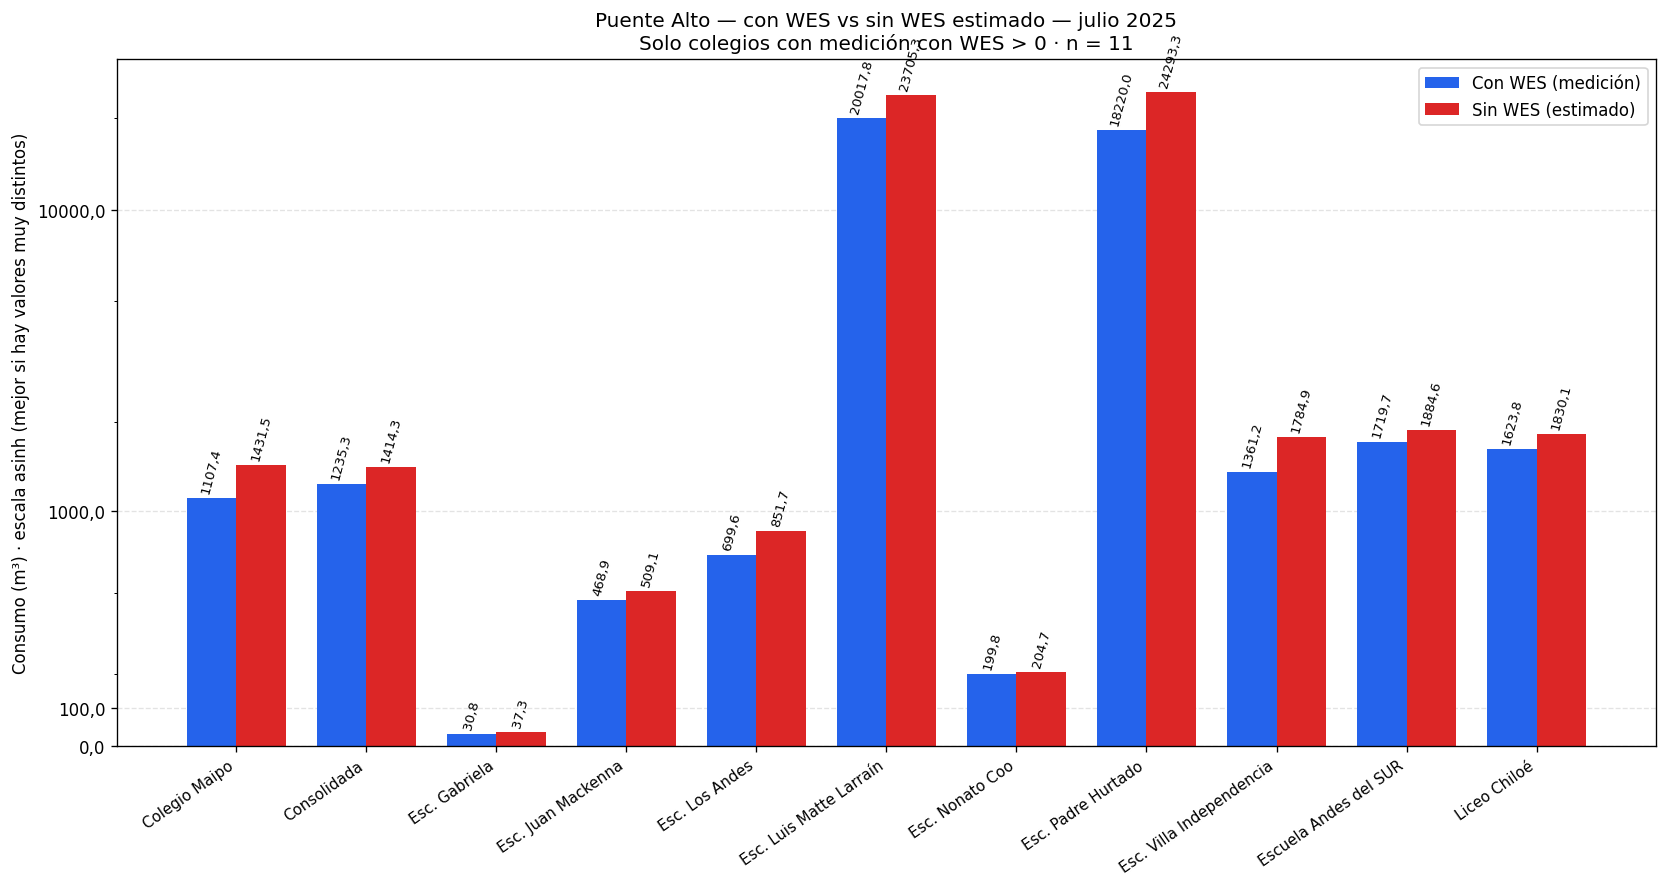 Puente Alto — con WES vs sin WES estimado — julio 2025
Solo colegios con medición con WES > 0 · n = 11
Con WES (medición)
Sin WES (estimado)
Consumo (m³) · escala asinh (mejor si hay valores muy distintos)
10000,0
1000,0
100,0
0,0
1107,4
1431,5
1235,3
1414,3
30,8
37,3
468,9
509,1
699,6
851,7
20017,8
199,8
204,7
18220,0
24293,3
1361,2
1784,9
1719,7
1884,6
1623,8
1830,1
Colegio Maipo
Consolidada
Esc. Gabriela
Esc. Juan Mackenna
Esc. Los Andes
Esc. Luis Matte Larraín
Esc. Nonato Coo
Esc. Padre Hurtado
Esc. Villa Independencia
Escuela Andes del SUR
Liceo Chiloé